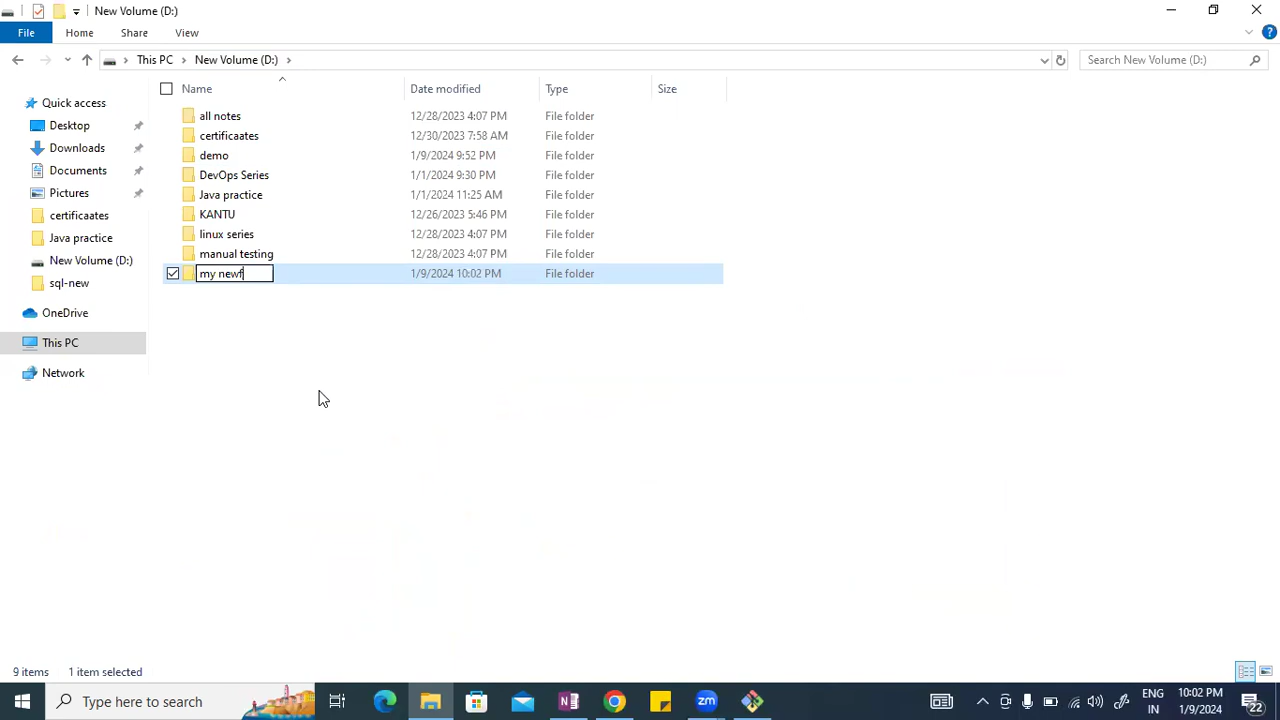 New Volume (D:)
File Home Share View
This PC New Volume (D:) Search New Volume (D:)
Name Date modified Type Size
Quick access
Desktop
Downloads
Documents
Pictures
certificaates
Java practice
New Volume (D:)
sql-new
OneDrive
This PC
Network
all notes 12/28/2023 4:07 PM File folder
certificaates 12/30/2023 7:58 AM File folder
demo 1/9/2024 9:52 PM File folder
DevOps Series 1/1/2024 9:30 PM File folder
Java practice 1/1/2024 11:25 AM File folder
KANTU 12/26/2023 5:46 PM File folder
linux series 12/28/2023 4:07 PM File folder
manual testing 12/28/2023 4:07 PM File folder
my newf 1/9/2024 10:02 PM File folder
9 items 1 item selected
Type here to search
ENG
IN
10:02 PM
1/9/2024
22